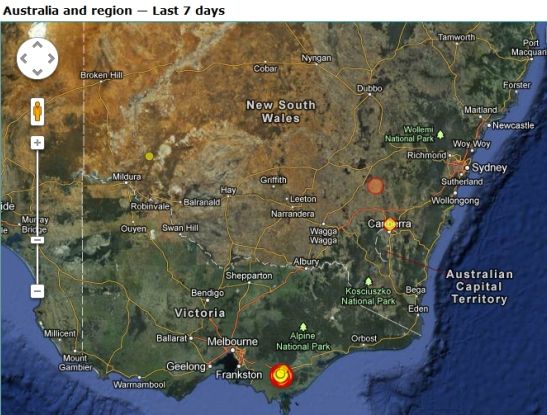 Australia and region — Last 7 days
Tamworth
Port
Macquari
Nyngan
Cobar
Broken Hill
Dubbo
Forster
New South
Wales
Maitland
Newcastle
Wollemi
National Park
Woy Woy
Richmond
Sydney
Mildura
Griffith
Sutherland
Hay
Leeton
Robinvale
Balranald
Wollongong
Narrandera
ide
Murray
Bridge
Ouyen
Swan Hill
Wagga
Wagga
Canberra
Albury
Shepparton
Australian
Capital
Territory
Bendigo
Kosciuszko
National Park
Bega
Eden
Victoria
Millicent
Ballarat
Melbourne
Alpine
National Park
Orbost
Mount
Gambier
Geelong
Frankston
Warrnambool